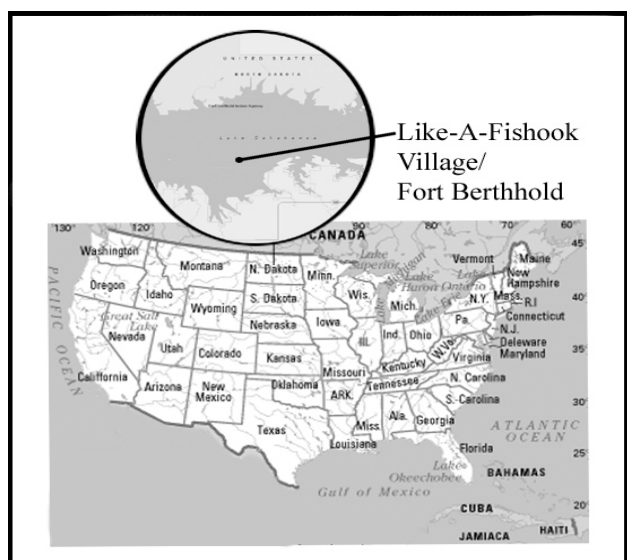 UNITED STATES
NORTH DAKOTA
Lake Sakakawea
Like-A-Fishook
Village/
Fort Berthhold
130°
120
90°
80°
70°
60°
CANADA
45°
Washington
Montana
N. Dakota
Minn.
Lake
Superior
Lake
Michigan
Lake
Huron
Lake
Ontario
Lake Erie
Vermont
Maine
New
Hampshire
Oregon
Idaho
Wyoming
S. Dakota
Wis.
Mich.
N.Y.
Mass.
R.I
40°
Connecticut
Great Salt
Lake
Nevada
Nebraska
Iowa
Pa.
N.J.
Utah
Colorado
Kansas
Ill.
Ind.
Ohio
W.Va.
Deleware
Maryland
35°
PACIFIC OCEAN
California
Missouri
Kentucky
Virginia
Arizona
New
Mexico
Oklahoma
ARK.
Tennessee
N. Carolina
S. Carolina
30°
Texas
Miss.
Ala.
Georgia
ATLANTIC
OCEAN
Louisiana
Florida
25°
Lake
Okeechobee
BAHAMAS
Gulf of Mexico
20°
CUBA
JAMIACA
HAITI